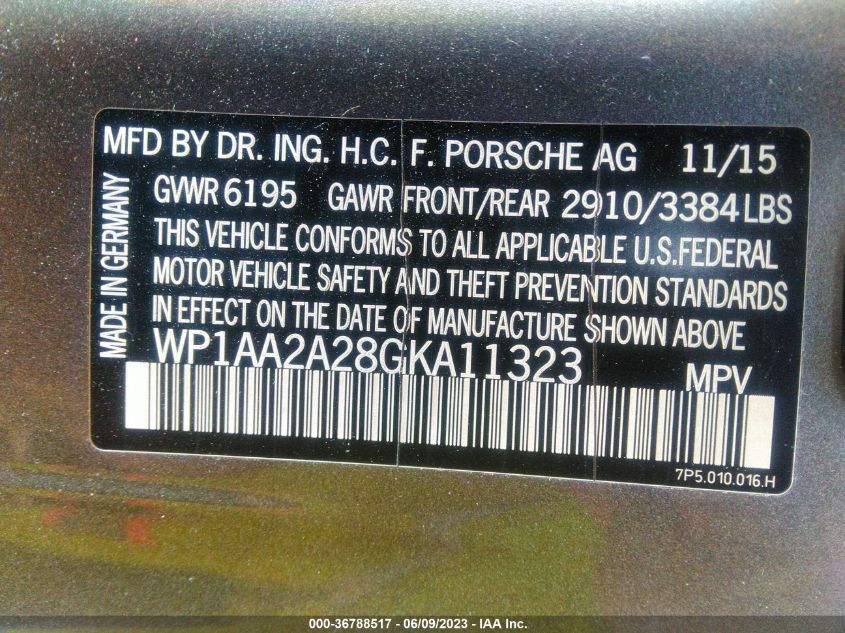 MFD BY DR. ING. H.C. F. PORSCHE AG 11/15
GVWR 6195 GAWR FRONT/REAR 2910/3384 LBS
THIS VEHICLE CONFORMS TO ALL APPLICABLE U.S.FEDERAL
MOTOR VEHICLE SAFETY AND THEFT PREVENTION STANDARDS
IN EFFECT ON THE DATE OF MANUFACTURE SHOWN ABOVE
WP1AA2A28GKA11323 MPV
MADE IN GERMANY
7P5.010.016.H
000-36788517 - 06/09/2023 - IAA Inc.